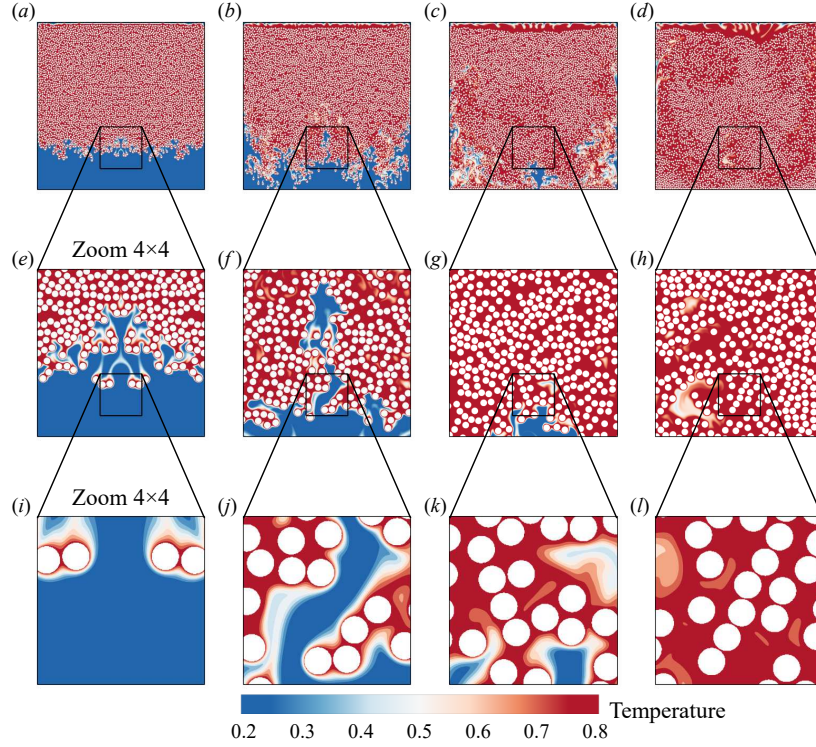 (a) (b) (c) (d)
Zoom 4×4
(e) (f) (g) (h)
Zoom 4×4
(i) (j) (k) (l)
Temperature
0.2 0.3 0.4 0.5 0.6 0.7 0.8